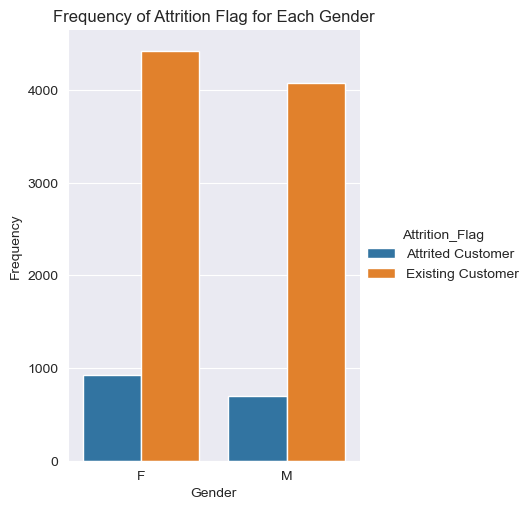 Frequency of Attrition Flag for Each Gender
4000
3000
2000
1000
0
Frequency
F
M
Gender
Attrition_Flag
Attrited Customer
Existing Customer